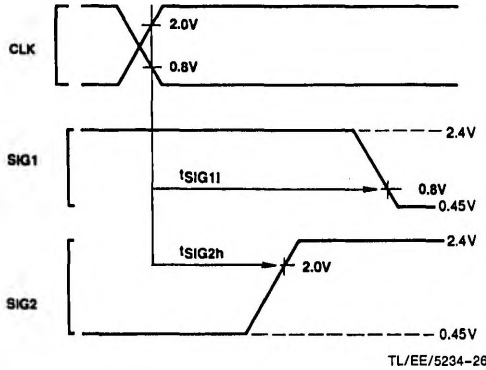 CLK
2.0V
0.8V
SIG1
2.4V
tSIG1l
0.8V
0.45V
SIG2
tSIG2h
2.4V
2.0V
0.45V
TL/EE/5234-26